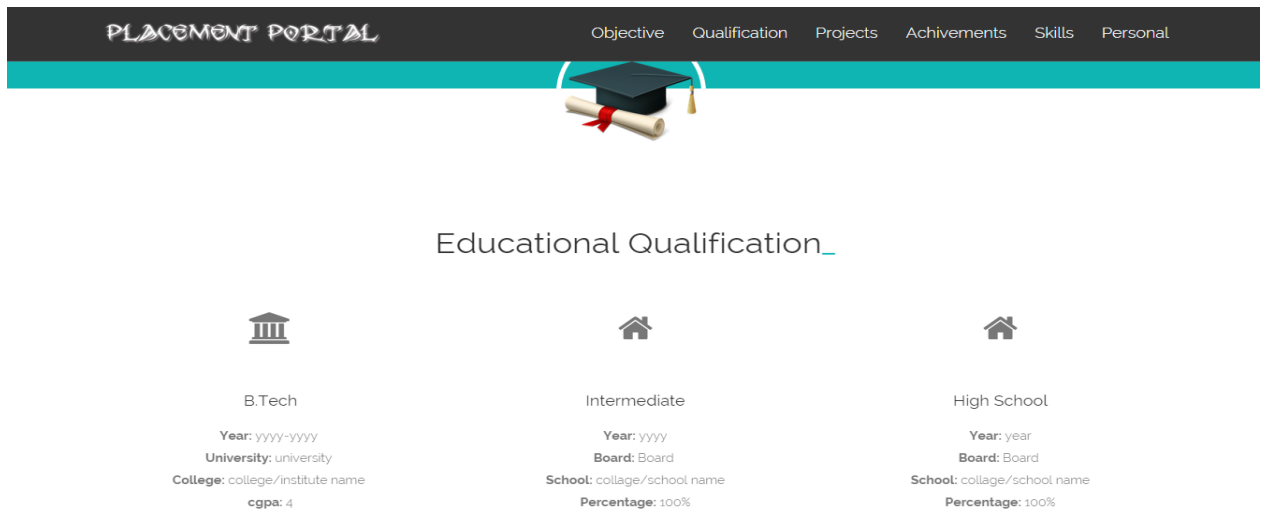 PLACEMENT PORTAL Objective Qualification Projects Achivements Skills Personal
Educational Qualification_
B.Tech
Year: yyyy-yyyy
University: university
College: college/institute name
cgpa: 4
Intermediate
Year: yyyy
Board: Board
School: collage/school name
Percentage: 100%
High School
Year: year
Board: Board
School: collage/school name
Percentage: 100%